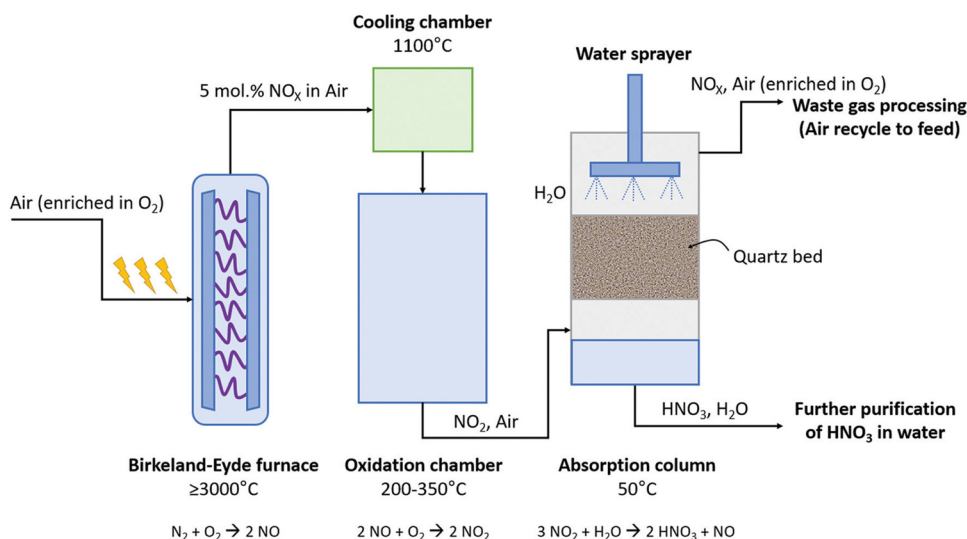 Cooling chamber
1100°C
5 mol.% NOₓ in Air
Water sprayer
NOₓ, Air (enriched in O₂)
Waste gas processing
(Air recycle to feed)
Air (enriched in O₂)
H₂O
Quartz bed
NO₂, Air
HNO₃, H₂O
Further purification
of HNO₃ in water
Birkeland-Eyde furnace
≥3000°C
N₂ + O₂ → 2 NO
Oxidation chamber
200-350°C
2 NO + O₂ → 2 NO₂
Absorption column
50°C
3 NO₂ + H₂O → 2 HNO₃ + NO